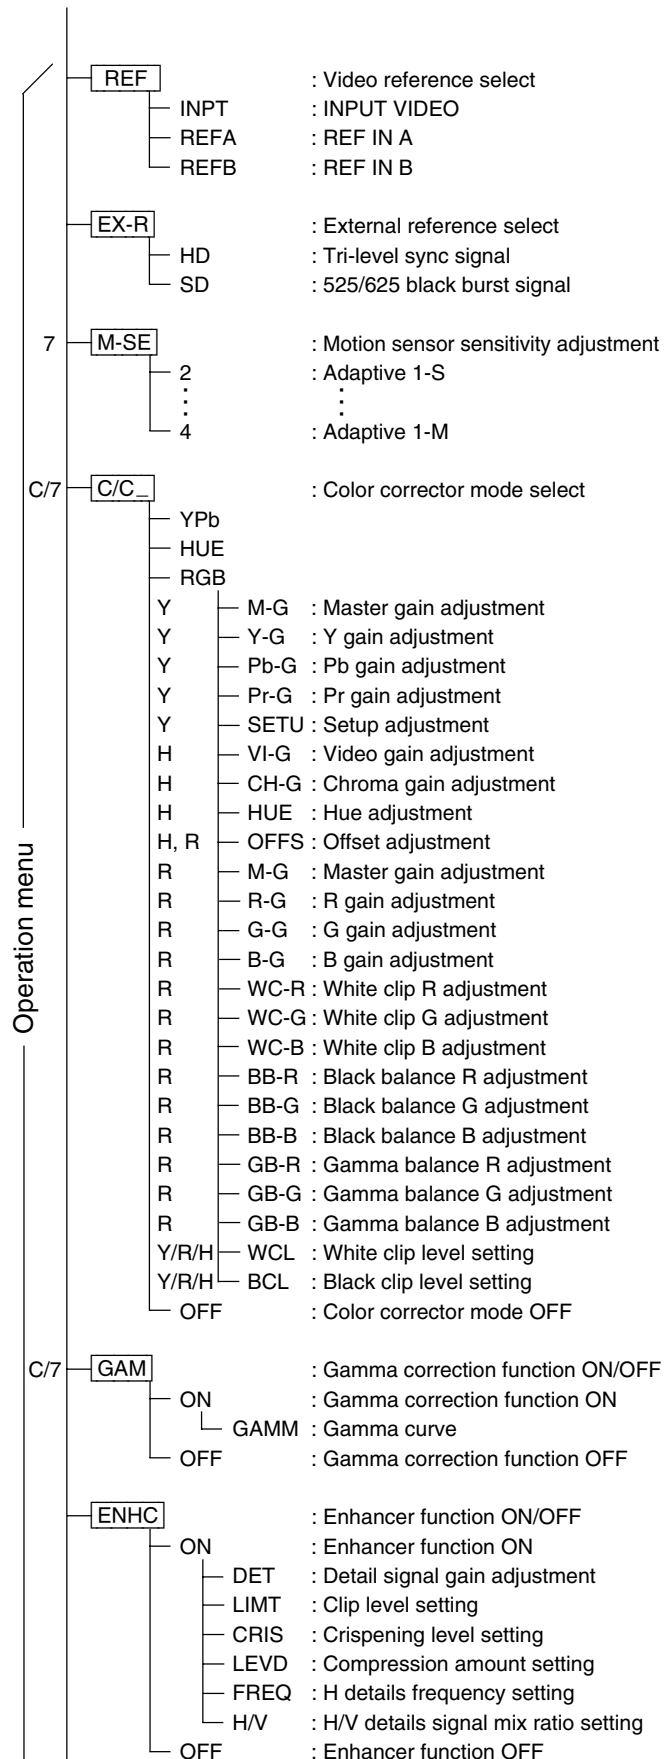 REF : Video reference select
INPT : INPUT VIDEO
REFA : REF IN A
REFB : REF IN B
EX-R : External reference select
HD : Tri-level sync signal
SD : 525/625 black burst signal
7 M-SE : Motion sensor sensitivity adjustment
2 : Adaptive 1-S
4 : Adaptive 1-M
C/7 C/C_ : Color corrector mode select
YPb
HUE
RGB
Y M-G : Master gain adjustment
Y Y-G : Y gain adjustment
Y Pb-G : Pb gain adjustment
Y Pr-G : Pr gain adjustment
Y SETU : Setup adjustment
H VI-G : Video gain adjustment
H CH-G : Chroma gain adjustment
H HUE : Hue adjustment
H, R OFFS : Offset adjustment
R M-G : Master gain adjustment
R R-G : R gain adjustment
R G-G : G gain adjustment
R B-G : B gain adjustment
R WC-R : White clip R adjustment
R WC-G : White clip G adjustment
R WC-B : White clip B adjustment
R BB-R : Black balance R adjustment
R BB-G : Black balance G adjustment
R BB-B : Black balance B adjustment
R GB-R : Gamma balance R adjustment
R GB-G : Gamma balance G adjustment
R GB-B : Gamma balance B adjustment
Y/R/H WCL : White clip level setting
Y/R/H BCL : Black clip level setting
OFF : Color corrector mode OFF
Operation menu
C/7 GAM : Gamma correction function ON/OFF
ON : Gamma correction function ON
GAMM : Gamma curve
OFF : Gamma correction function OFF
ENHC : Enhancer function ON/OFF
ON : Enhancer function ON
DET : Detail signal gain adjustment
LIMT : Clip level setting
CRIS : Crispening level setting
LEVD : Compression amount setting
FREQ : H details frequency setting
H/V : H/V details signal mix ratio setting
OFF : Enhancer function OFF